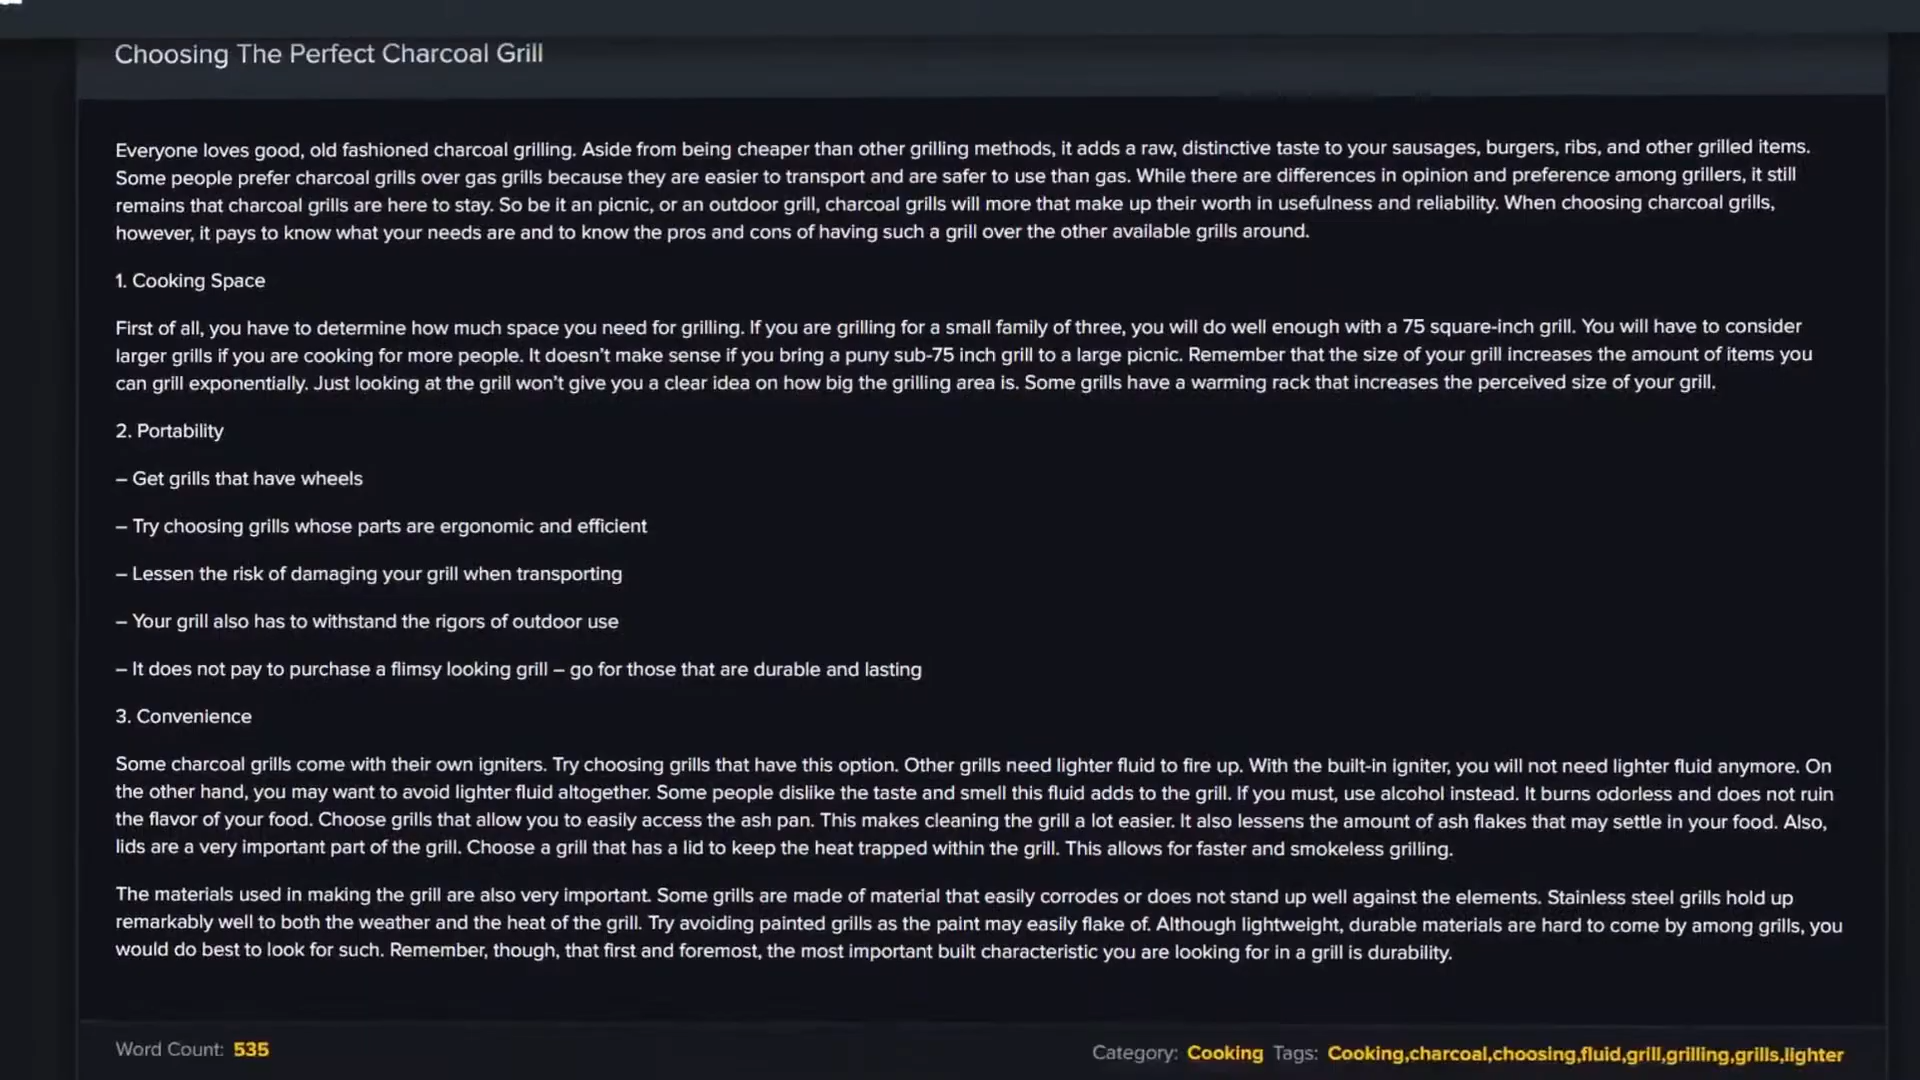 Choosing The Perfect Charcoal Grill
Everyone loves good, old fashioned charcoal grilling. Aside from being cheaper than other grilling methods, it adds a raw, distinctive taste to your sausages, burgers, ribs, and other grilled items.
Some people prefer charcoal grills over gas grills because they are easier to transport and are safer to use than gas. While there are differences in opinion and preference among grillers, it still
remains that charcoal grills are here to stay. So be it an picnic, or an outdoor grill, charcoal grills will more that make up their worth in usefulness and reliability. When choosing charcoal grills,
however, it pays to know what your needs are and to know the pros and cons of having such a grill over the other available grills around.
1. Cooking Space
First of all, you have to determine how much space you need for grilling. If you are grilling for a small family of three, you will do well enough with a 75 square-inch grill. You will have to consider
larger grills if you are cooking for more people. It doesn't make sense if you bring a puny sub-75 inch grill to a large picnic. Remember that the size of your grill increases the amount of items you
can grill exponentially. Just looking at the grill won't give you a clear idea on how big the grilling area is. Some grills have a warming rack that increases the perceived size of your grill.
2. Portability
– Get grills that have wheels
– Try choosing grills whose parts are ergonomic and efficient
– Lessen the risk of damaging your grill when transporting
– Your grill also has to withstand the rigors of outdoor use
– It does not pay to purchase a flimsy looking grill – go for those that are durable and lasting
3. Convenience
Some charcoal grills come with their own igniters. Try choosing grills that have this option. Other grills need lighter fluid to fire up. With the built-in igniter, you will not need lighter fluid anymore. On
the other hand, you may want to avoid lighter fluid altogether. Some people dislike the taste and smell this fluid adds to the grill. If you must, use alcohol instead. It burns odorless and does not ruin
the flavor of your food. Choose grills that allow you to easily access the ash pan. This makes cleaning the grill a lot easier. It also lessens the amount of ash flakes that may settle in your food. Also,
lids are a very important part of the grill. Choose a grill that has a lid to keep the heat trapped within the grill. This allows for faster and smokeless grilling.
The materials used in making the grill are also very important. Some grills are made of material that easily corrodes or does not stand up well against the elements. Stainless steel grills hold up
remarkably well to both the weather and the heat of the grill. Try avoiding painted grills as the paint may easily flake of. Although lightweight, durable materials are hard to come by among grills, you
would do best to look for such. Remember, though, that first and foremost, the most important built characteristic you are looking for in a grill is durability.
Word Count: 535
Category: Cooking Tags: Cooking,charcoal,choosing,fluid,grill,grilling,grills,lighter